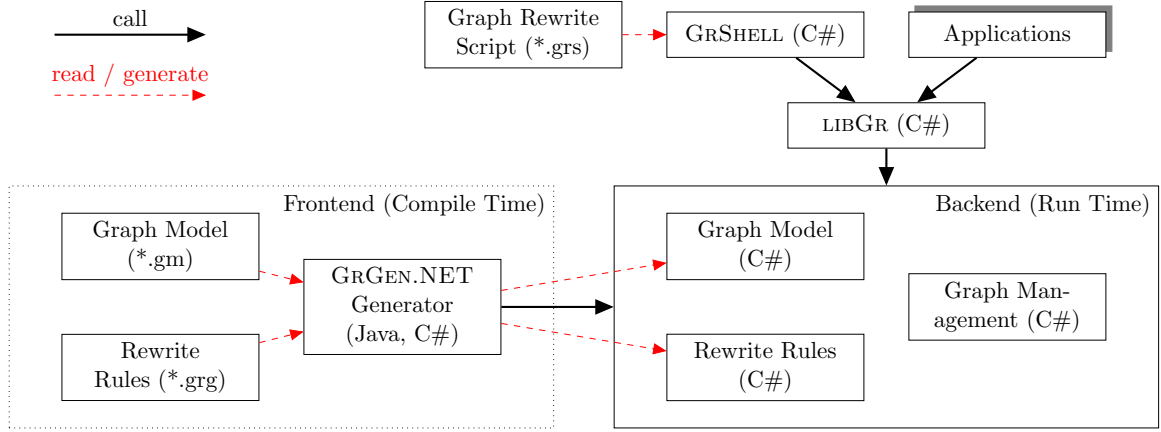 call
read / generate
Graph Rewrite
Script (*.grs)
GRSHELL (C#)
Applications
LIBGR (C#)
Frontend (Compile Time)
Graph Model
(*.gm)
GRGEN.NET
Generator
(Java, C#)
Rewrite
Rules (*.grg)
Backend (Run Time)
Graph Model
(C#)
Graph Man-
agement (C#)
Rewrite Rules
(C#)